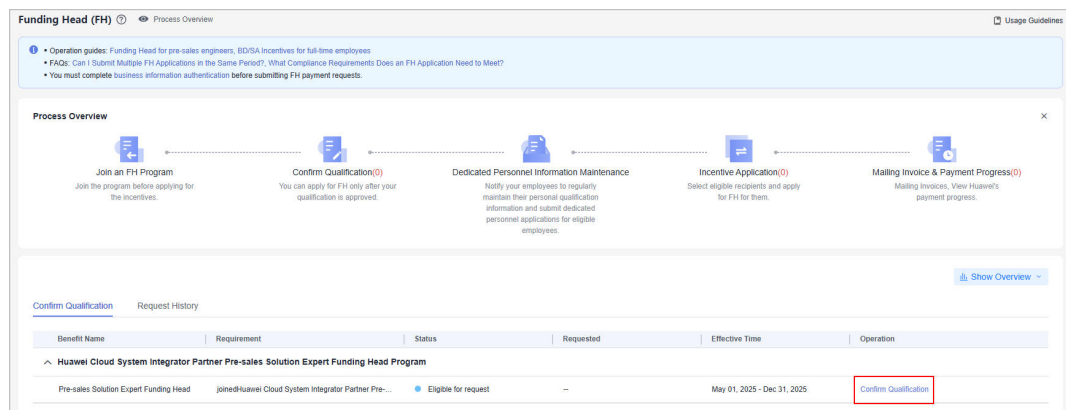 Funding Head (FH) Process Overview Usage Guidelines
• Operation guides: Funding Head for pre-sales engineers, BD/SA Incentives for full-time employees
• FAQs: Can I Submit Multiple FH Applications in the Same Period?, What Compliance Requirements Does an FH Application Need to Meet?
• You must complete business information authentication before submitting FH payment requests.
Process Overview
Join an FH Program
Join the program before applying for
the incentives.
Confirm Qualification(0)
You can apply for FH only after your
qualification is approved.
Dedicated Personnel Information Maintenance
Notify your employees to regularly
maintain their personal qualification
information and submit dedicated
personnel applications for eligible
employees.
Incentive Application(0)
Select eligible recipients and apply
for FH for them.
Mailing Invoice & Payment Progress(0)
Mailing Invoices, View Huawei's
payment progress.
Show Overview
Confirm Qualification Request History
Benefit Name Requirement Status Requested Effective Time Operation
Huawei Cloud System Integrator Partner Pre-sales Solution Expert Funding Head Program
Pre-sales Solution Expert Funding Head joinedHuawei Cloud System Integrator Partner Pre-... Eligible for request -- May 01, 2025 - Dec 31, 2025 Confirm Qualification